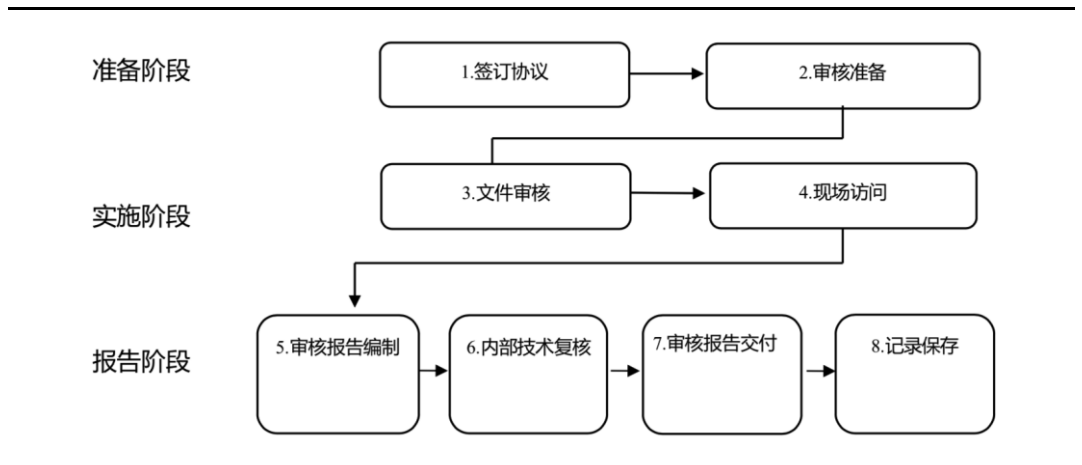 准备阶段
1.签订协议
2.审核准备
实施阶段
3.文件审核
4.现场访问
报告阶段
5.审核报告编制
6.内部技术复核
7.审核报告交付
8.记录保存